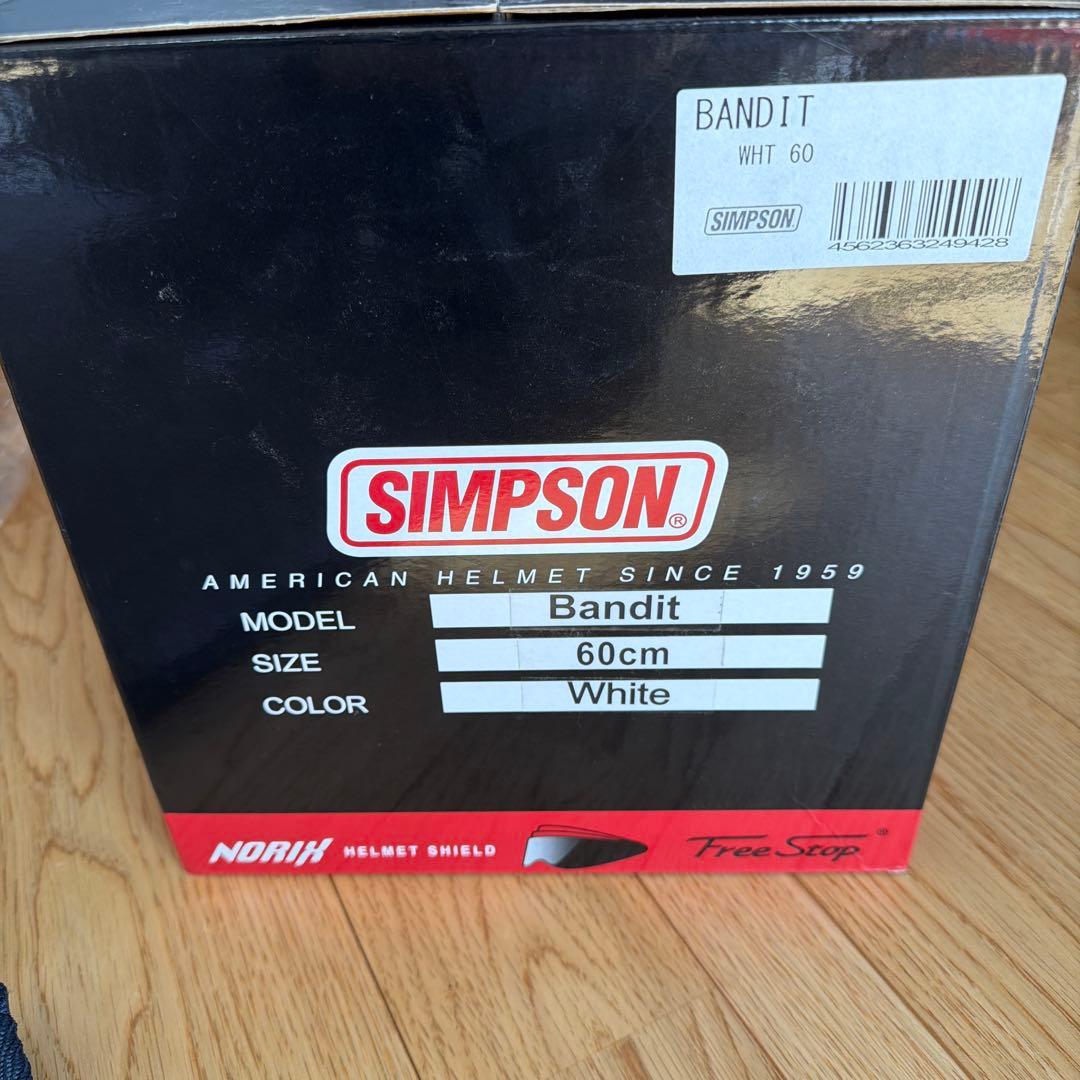 BANDIT
WHT 60
SIMPSON
4562363249428
SIMPSON®
AMERICAN HELMET SINCE 1959
MODEL Bandit
SIZE 60cm
COLOR White
NORIX HELMET SHIELD Free Stop®